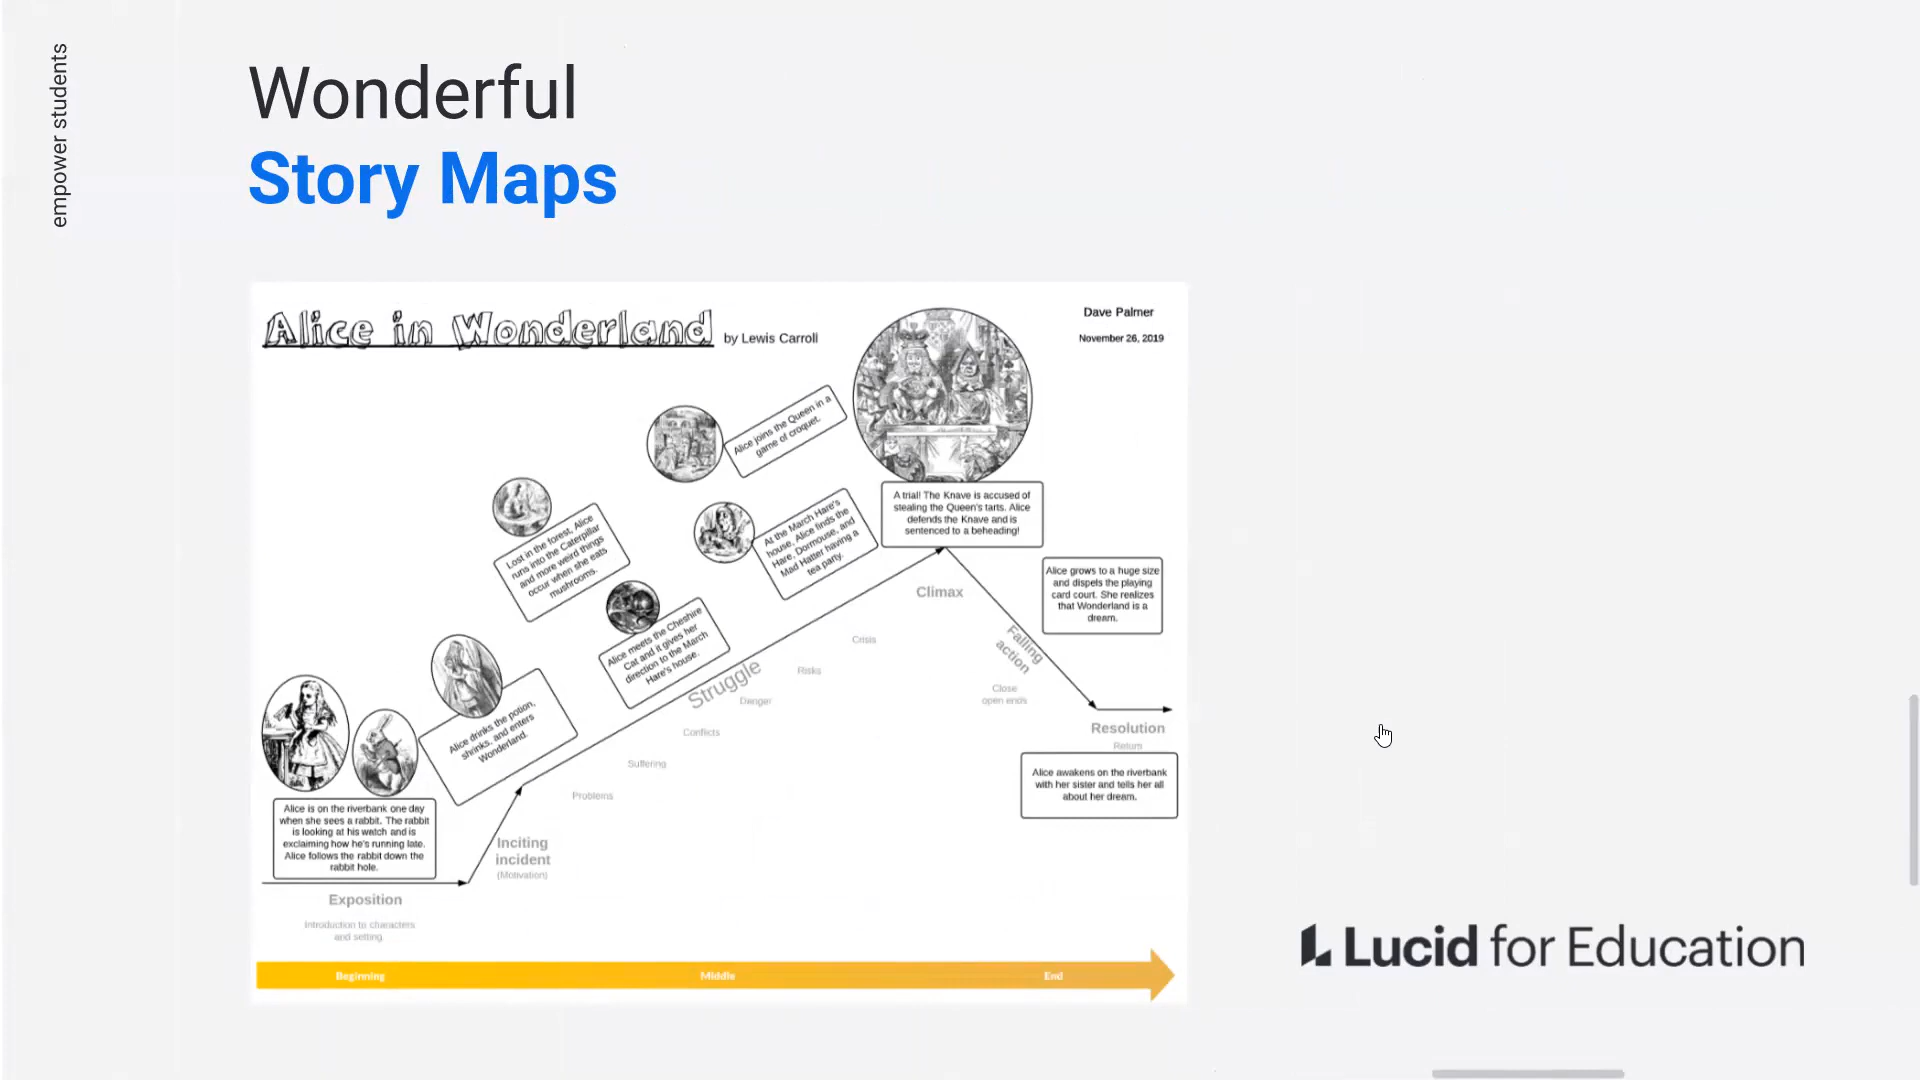 empower students
Wonderful
Story Maps
Alice in Wonderland
by Lewis Carroll
Dave Palmer
November 26, 2019
Alice joins the Queen in a
game of croquet.
A trial! The Knave is accused of
stealing the Queen's tarts. Alice
defends the Knave and is
sentenced to a beheading!
Lost in the forest, Alice
runs into the Caterpillar
and more weird things
occur when she eats
mushrooms.
At the March Hare's
house, Alice finds the
Hare, Dormouse, and
Mad Hatter having a
tea party.
Alice grows to a huge size
and dispels the playing
card court. She realizes
that Wonderland is a
dream.
Climax
Alice meets the Cheshire
Cat and it gives her
direction to the March
Hare's house.
Struggle
Crisis
Risks
Danger
Conflicts
Suffering
Problems
Falling
action
Close
open ends
Alice drinks the potion,
shrinks, and enters
Wonderland.
Resolution
Return
Alice awakens on the riverbank
with her sister and tells her all
about her dream.
Alice is on the riverbank one day
when she sees a rabbit. The rabbit
is looking at his watch and is
exclaiming how he's running late.
Alice follows the rabbit down the
rabbit hole.
Inciting
incident
(Motivation)
Exposition
Introduction to characters
and setting
Beginning
Middle
End
Lucid for Education